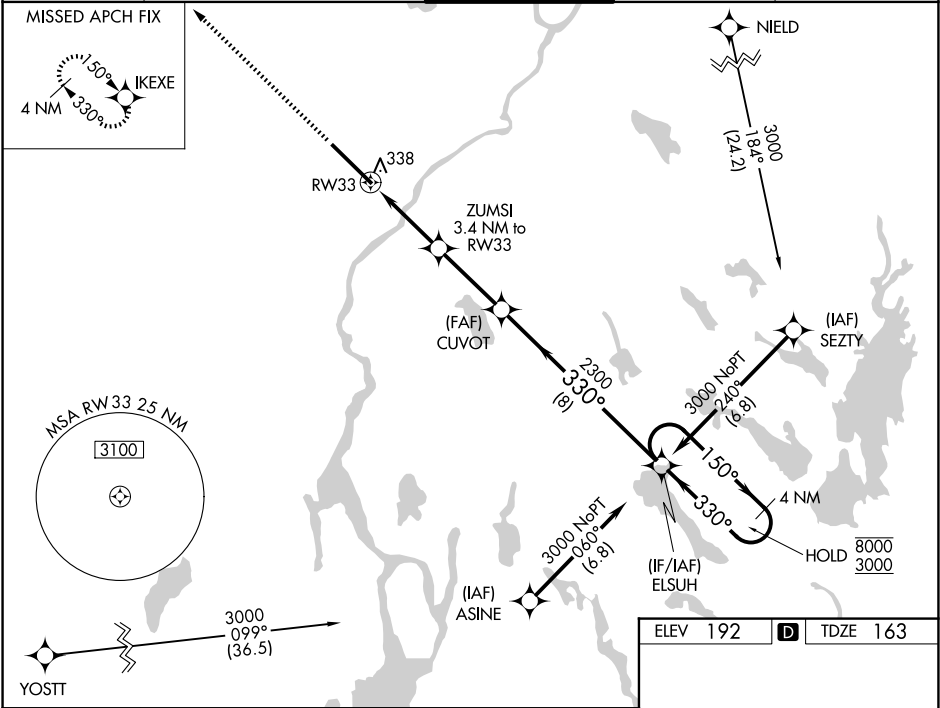 MISSED APCH FIX
150°
IKEXE
4 NM
330°
NIELD
3000
184°
(24.2)
338
RW33
ZUMSI
3.4 NM to
RW33
(FAF)
CUVOT
(IAF)
SEZTY
2300
330°
(8)
3000 NoPT
240°
(6.8)
MSA RW33 25 NM
3100
150°
4 NM
330°
HOLD
8000
3000
3000 NoPT
060°
(6.8)
(IF/IAF)
ELSUH
(IAF)
ASINE
3000
099°
(36.5)
YOSTT
ELEV 192 D TDZE 163